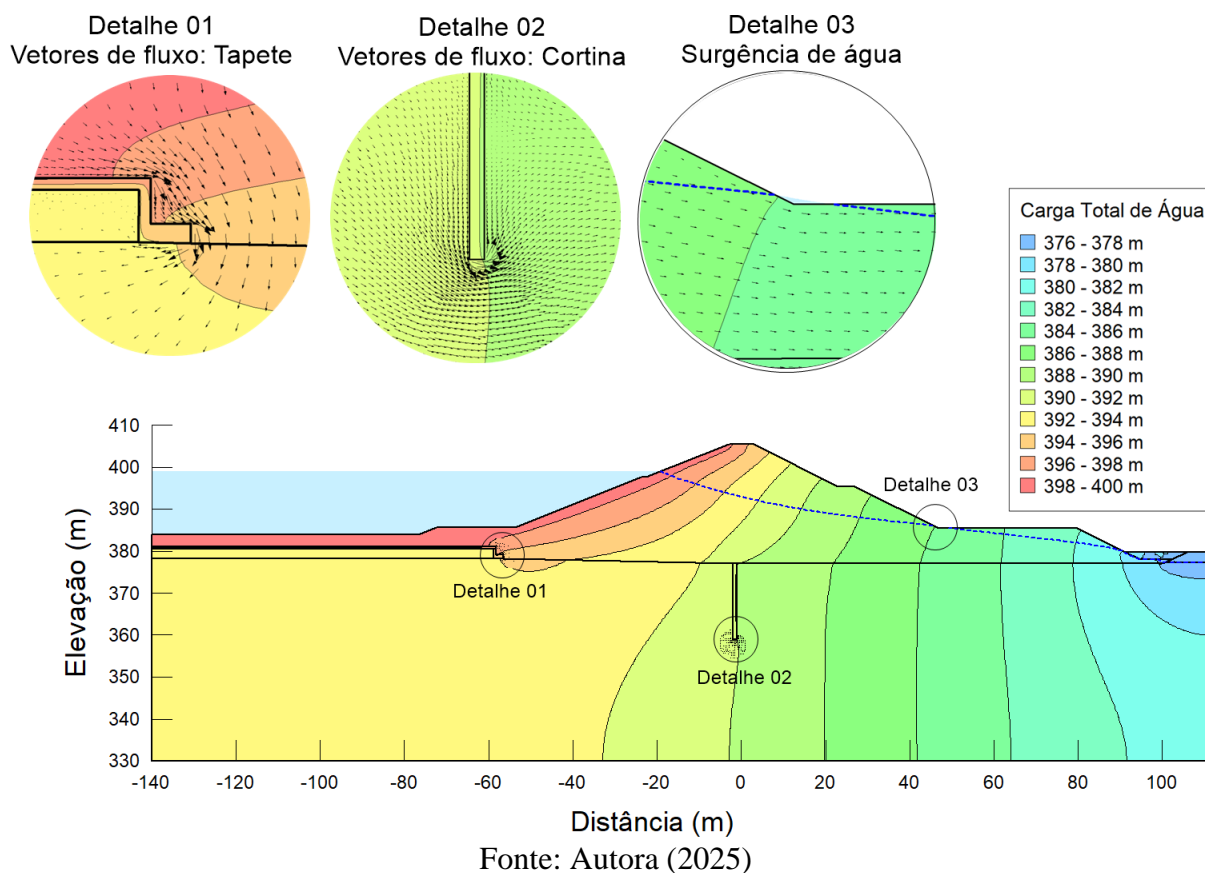 Detalhe 01
Vetores de fluxo: Tapete
Detalhe 02
Vetores de fluxo: Cortina
Detalhe 03
Surgência de água
Carga Total de Água
376 - 378 m
378 - 380 m
380 - 382 m
382 - 384 m
384 - 386 m
386 - 388 m
388 - 390 m
390 - 392 m
392 - 394 m
394 - 396 m
396 - 398 m
398 - 400 m
Elevação (m)
410
400
390
380
370
360
350
340
330
Detalhe 01
Detalhe 02
Detalhe 03
-140 -120 -100 -80 -60 -40 -20 0 20 40 60 80 100
Distância (m)
Fonte: Autora (2025)